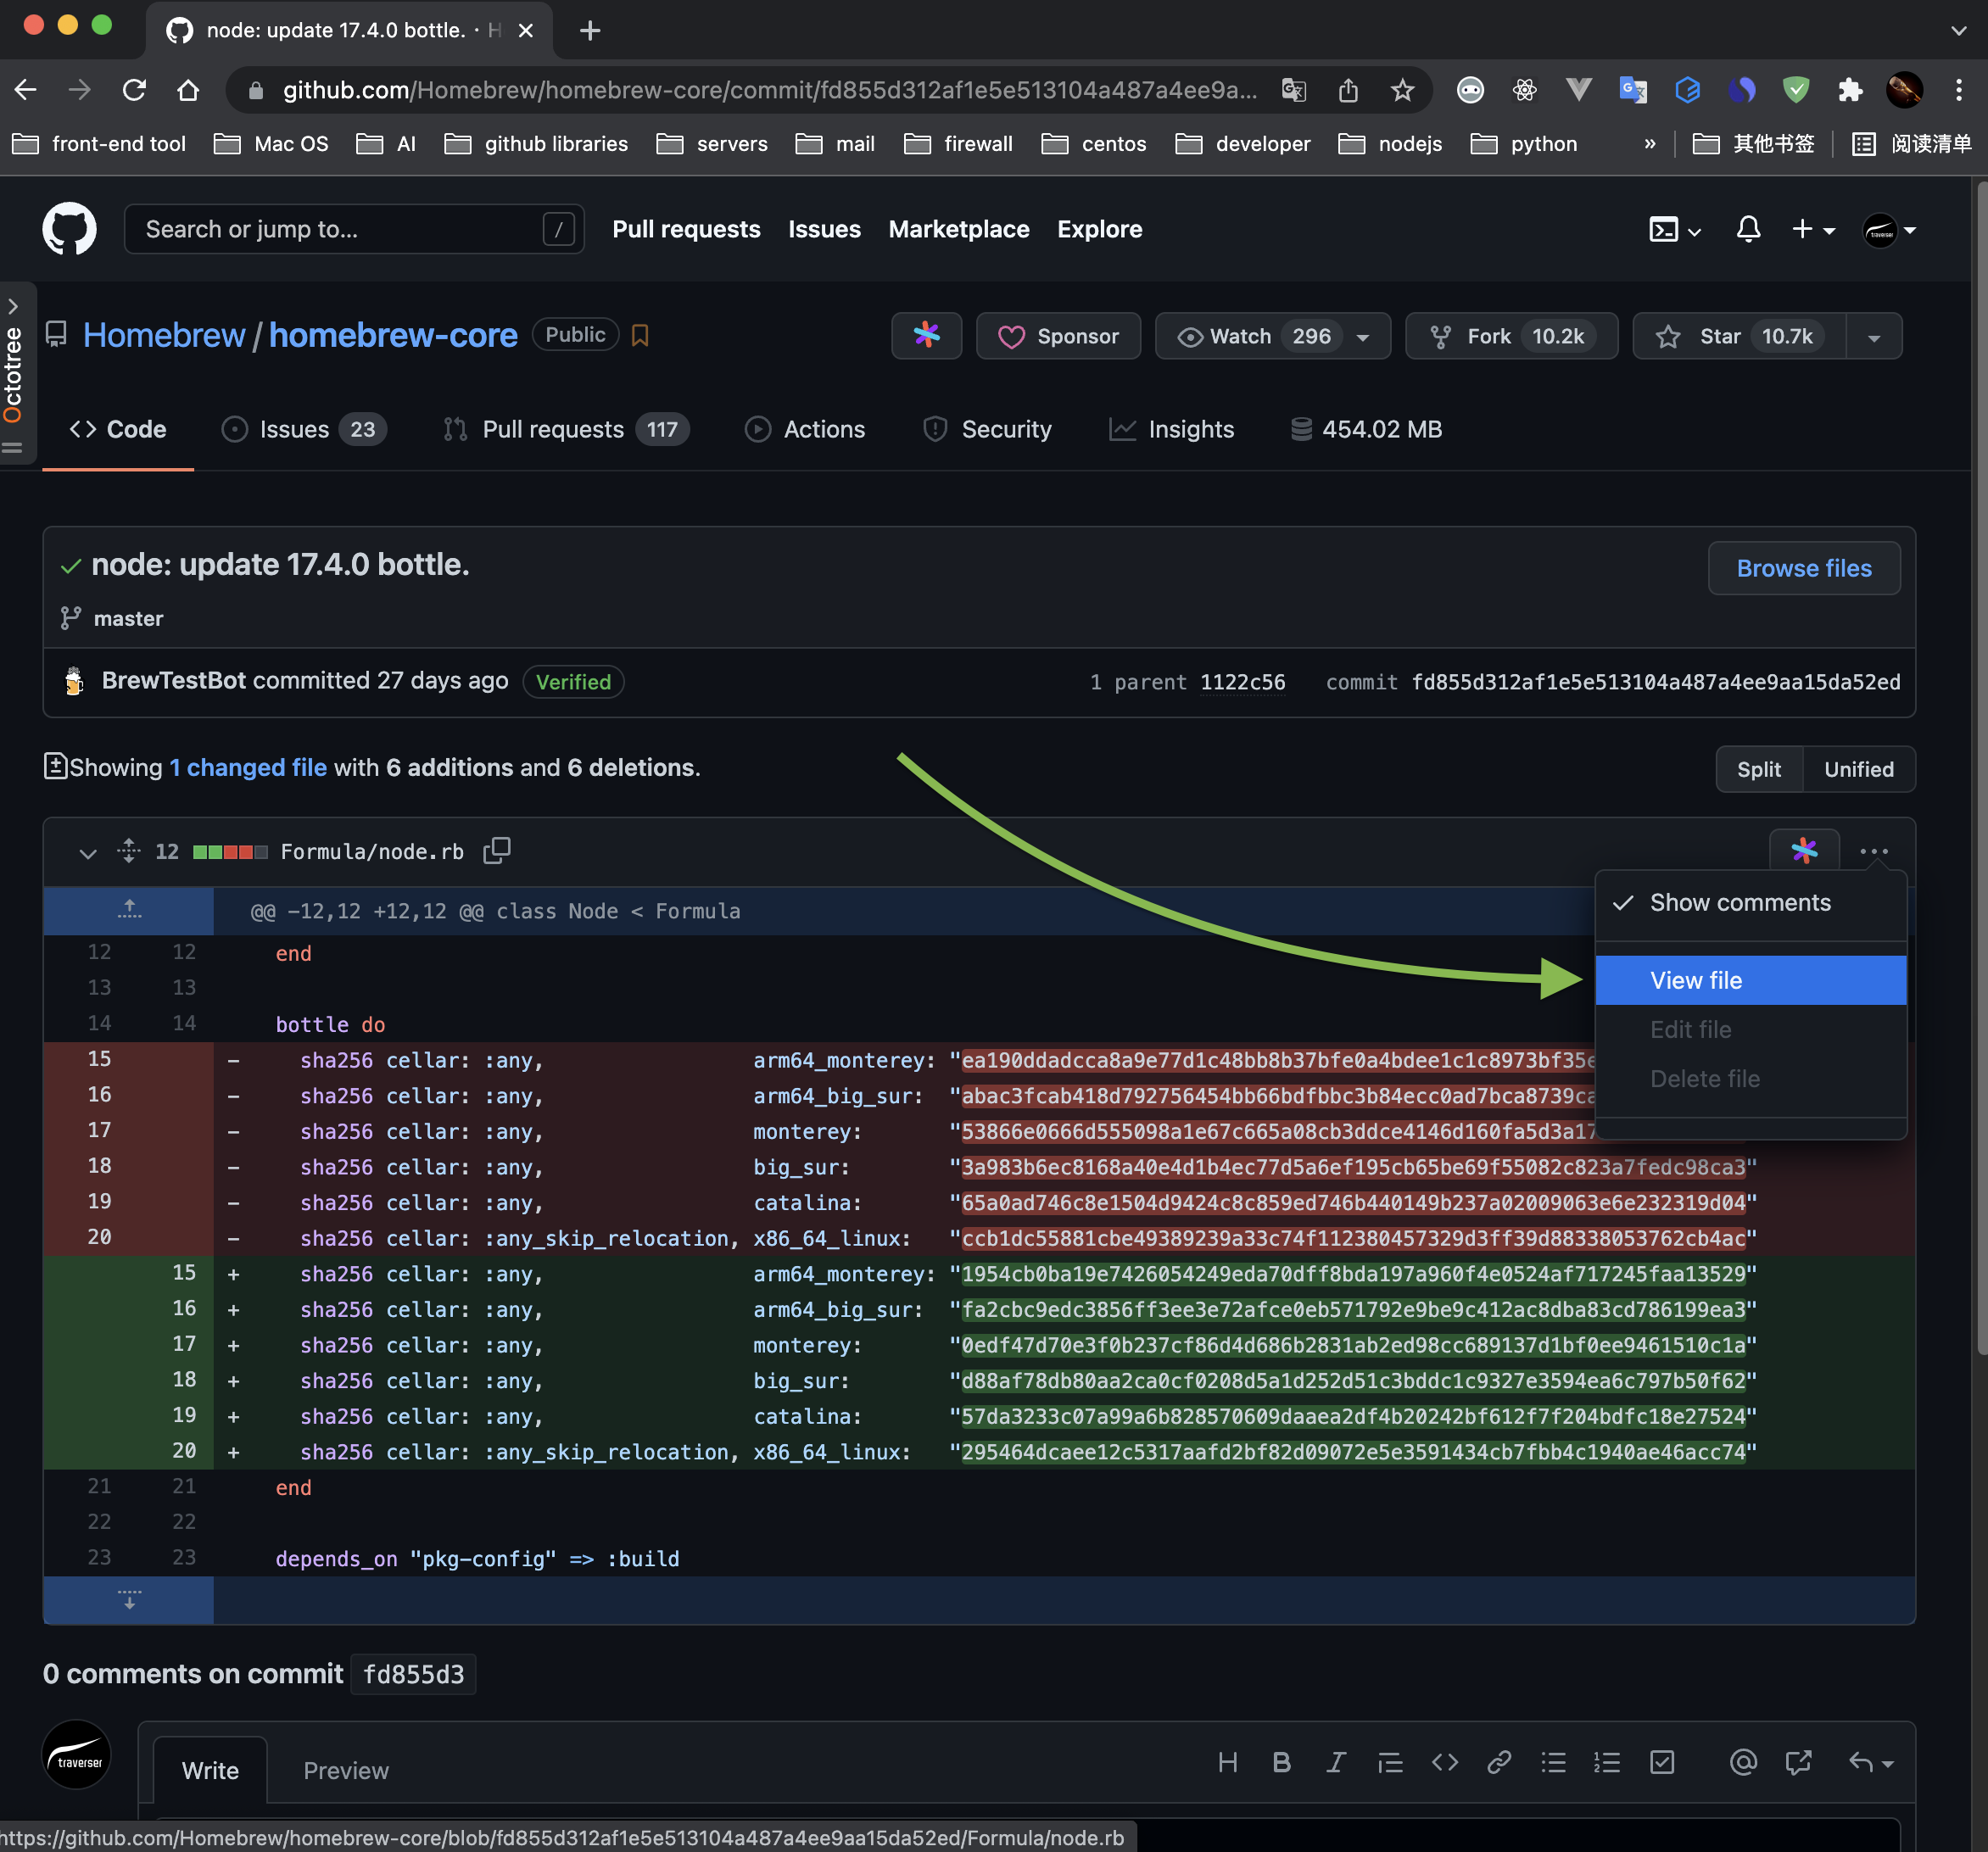 node: update 17.4.0 bottle. · H
github.com/Homebrew/homebrew-core/commit/fd855d312af1e5e513104a487a4ee9a...
front-end tool Mac OS AI github libraries servers mail firewall centos developer nodejs python » 其他书签 阅读清单
Search or jump to... / Pull requests Issues Marketplace Explore
Octotree
Homebrew / homebrew-core Public Sponsor Watch 296 Fork 10.2k Star 10.7k
Code Issues 23 Pull requests 117 Actions Security Insights 454.02 MB
node: update 17.4.0 bottle. Browse files
master
BrewTestBot committed 27 days ago Verified 1 parent 1122c56 commit fd855d312af1e5e513104a487a4ee9aa15da52ed
Showing 1 changed file with 6 additions and 6 deletions. Split Unified
12 Formula/node.rb
Show comments
View file
Edit file
Delete file
@@ -12,12 +12,12 @@ class Node < Formula
12 12 end
13 13
14 14 bottle do
15 - sha256 cellar: :any, arm64_monterey: "ea190ddadcca8a9e77d1c48bb8b37bfe0a4bdee1c1c8973bf35e
16 - sha256 cellar: :any, arm64_big_sur: "abac3fcab418d792756454bb66bdfbbc3b84ecc0ad7bca8739ca
17 - sha256 cellar: :any, monterey: "53866e0666d555098a1e67c665a08cb3ddce4146d160fa5d3a17
18 - sha256 cellar: :any, big_sur: "3a983b6ec8168a40e4d1b4ec77d5a6ef195cb65be69f55082c823a7fedc98ca3"
19 - sha256 cellar: :any, catalina: "65a0ad746c8e1504d9424c8c859ed746b440149b237a02009063e6e232319d04"
20 - sha256 cellar: :any_skip_relocation, x86_64_linux: "ccb1dc55881cbe49389239a33c74f112380457329d3ff39d88338053762cb4ac"
15 + sha256 cellar: :any, arm64_monterey: "1954cb0ba19e7426054249eda70dff8bda197a960f4e0524af717245faa13529"
16 + sha256 cellar: :any, arm64_big_sur: "fa2cbc9edc3856ff3ee3e72afce0eb571792e9be9c412ac8dba83cd786199ea3"
17 + sha256 cellar: :any, monterey: "0edf47d70e3f0b237cf86d4d686b2831ab2ed98cc689137d1bf0ee9461510c1a"
18 + sha256 cellar: :any, big_sur: "d88af78db80aa2ca0cf0208d5a1d252d51c3bddc1c9327e3594ea6c797b50f62"
19 + sha256 cellar: :any, catalina: "57da3233c07a99a6b828570609daaea2df4b20242bf612f7f204bdfc18e27524"
20 + sha256 cellar: :any_skip_relocation, x86_64_linux: "295464dcaee12c5317aafd2bf82d09072e5e3591434cb7fbb4c1940ae46acc74"
21 21 end
22 22
23 23 depends_on "pkg-config" => :build
0 comments on commit fd855d3
traverser
Write Preview
https://github.com/Homebrew/homebrew-core/blob/fd855d312af1e5e513104a487a4ee9aa15da52ed/Formula/node.rb